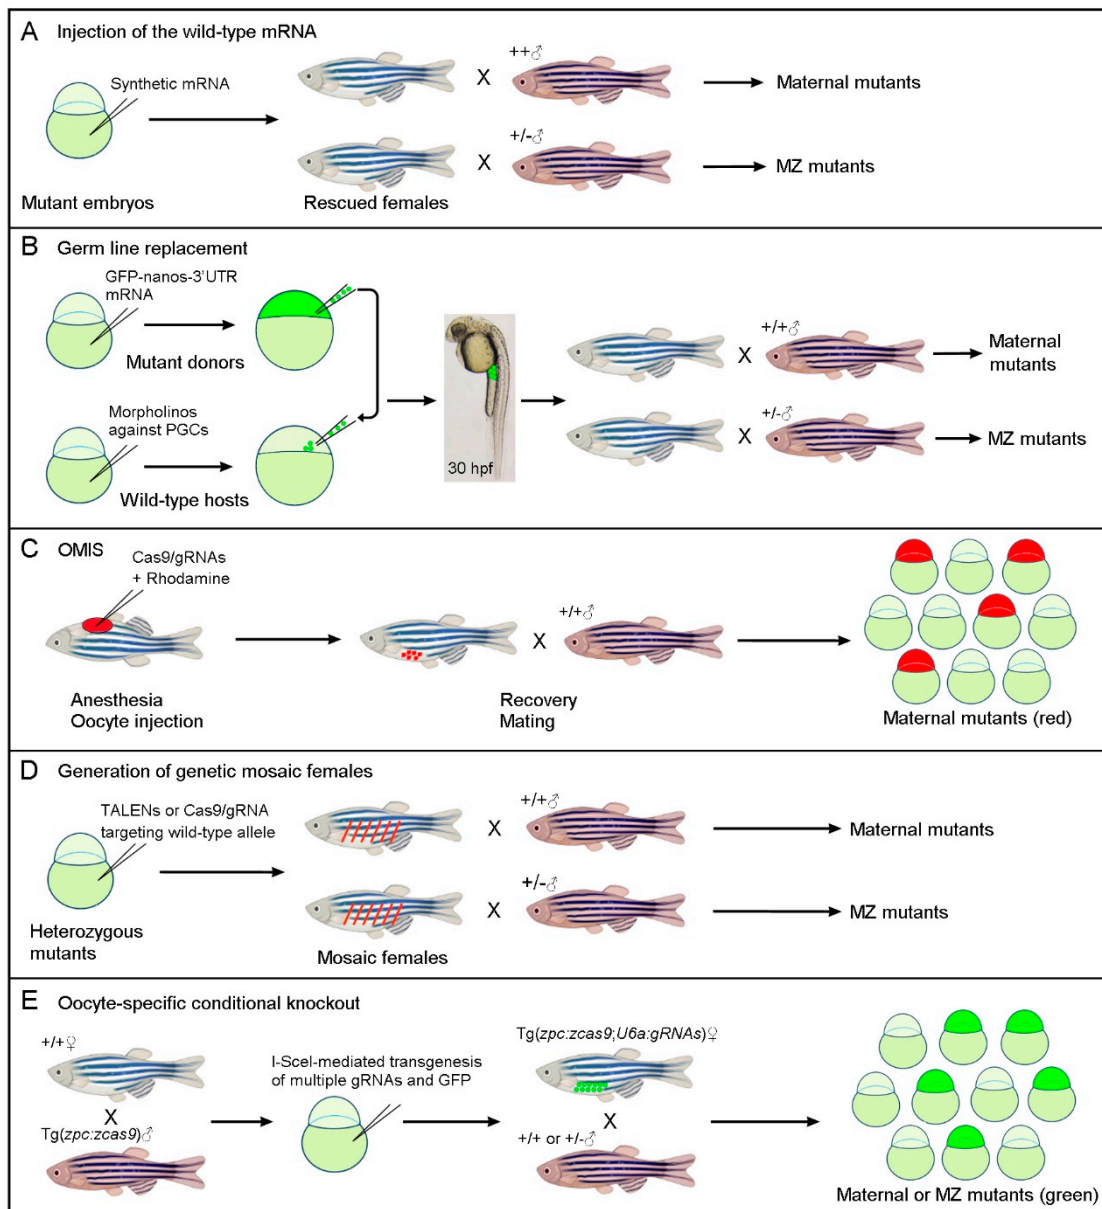 A Injection of the wild-type mRNA
Synthetic mRNA
Mutant embryos
X
++♂
Maternal mutants
X
+/-♂
MZ mutants
Rescued females
B Germ line replacement
GFP-nanos-3'UTR
mRNA
Mutant donors
Morpholinos
against PGCs
Wild-type hosts
30 hpf
X
+/+♂
Maternal
mutants
X
+/-♂
MZ mutants
C OMIS
Cas9/gRNAs
+ Rhodamine
Anesthesia
Oocyte injection
X
+/+♂
Recovery
Mating
Maternal mutants (red)
D Generation of genetic mosaic females
TALENs or Cas9/gRNA
targeting wild-type allele
Heterozygous
mutants
X
+/+♂
Maternal mutants
X
+/-♂
MZ mutants
Mosaic females
E Oocyte-specific conditional knockout
+/+♀
X
Tg(zpc:zcas9)♂
I-SceI-mediated transgenesis
of multiple gRNAs and GFP
Tg(zpc:zcas9;U6a:gRNAs)♀
X
+/+ or +/-♂
Maternal or MZ mutants (green)